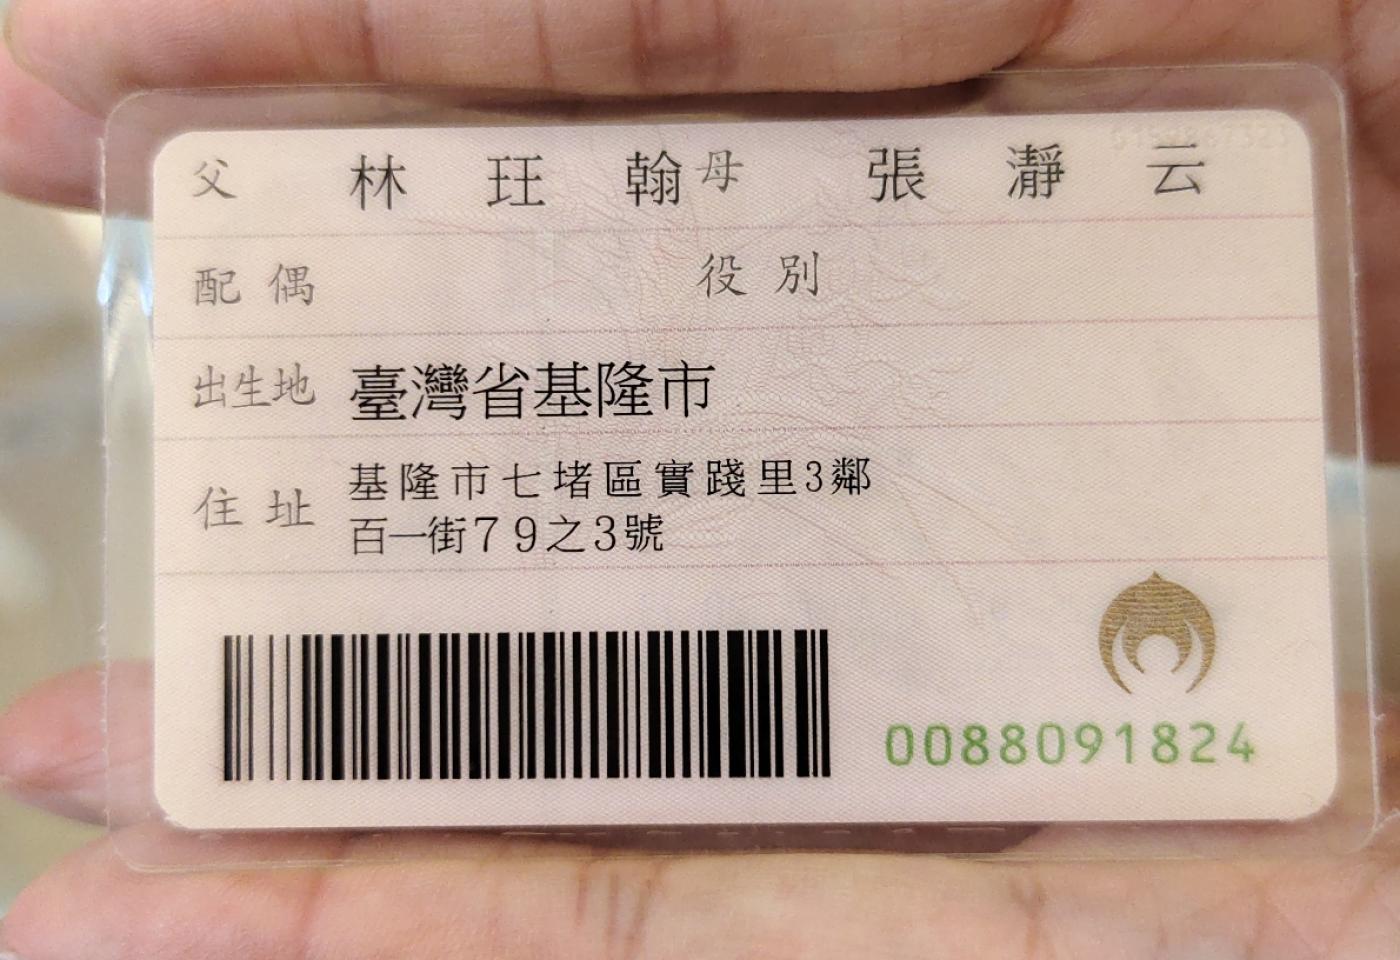 父 林玨翰 母 張瀞云
配偶 役別
出生地 臺灣省基隆市
住址 基隆市七堵區實踐里3鄰
百一街79之3號
0088091824